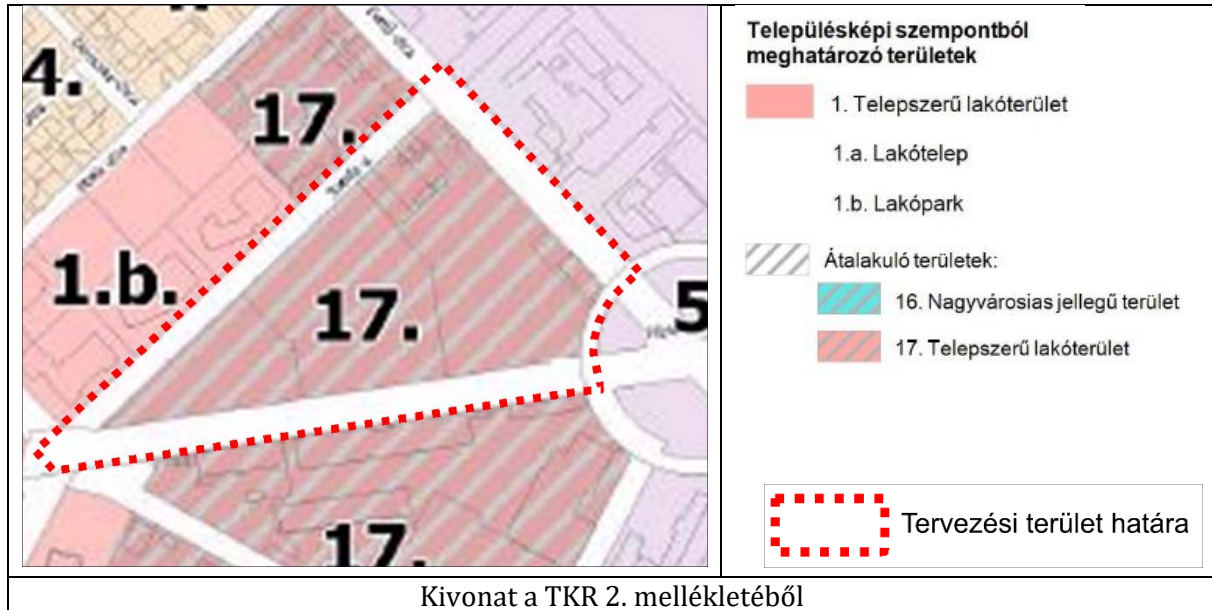 4.
17.
1.b.
17.
5
17.
Településképi szempontból
meghatározó területek
1. Telepszerű lakóterület
1.a. Lakótelep
1.b. Lakópark
Átalakuló területek:
16. Nagyvárosias jellegű terület
17. Telepszerű lakóterület
Tervezési terület határa
Kivonat a TKR 2. mellékletéből